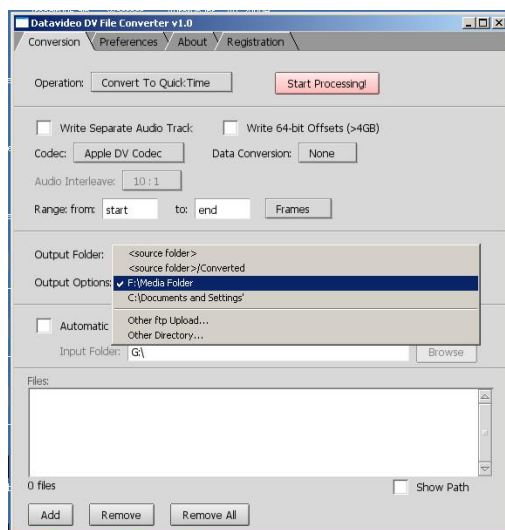 Datavideo DV File Converter v1.0
Conversion Preferences About Registration
Operation: Convert To QuickTime Start Processing!
Write Separate Audio Track Write 64-bit Offsets (>4GB)
Codec: Apple DV Codec Data Conversion: None
Audio Interleave: 10 : 1
Range: from: start to: end Frames
Output Folder:
<source folder>
<source folder>/Converted
Output Options:
F:\Media Folder
C:\Documents and Settings'
Other ftp Upload...
Automatic
Other Directory...
Input Folder: G:\ Browse
Files:
0 files Show Path
Add Remove Remove All